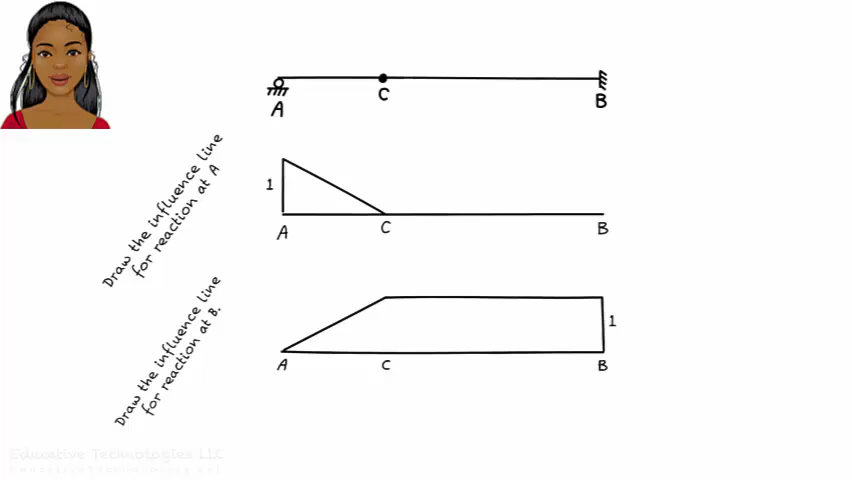 A
C
B
Draw the influence line
for reaction at A
1
A
C
B
Draw the influence line
for reaction at B.
1
A
C
B
Educative Technologies LLC